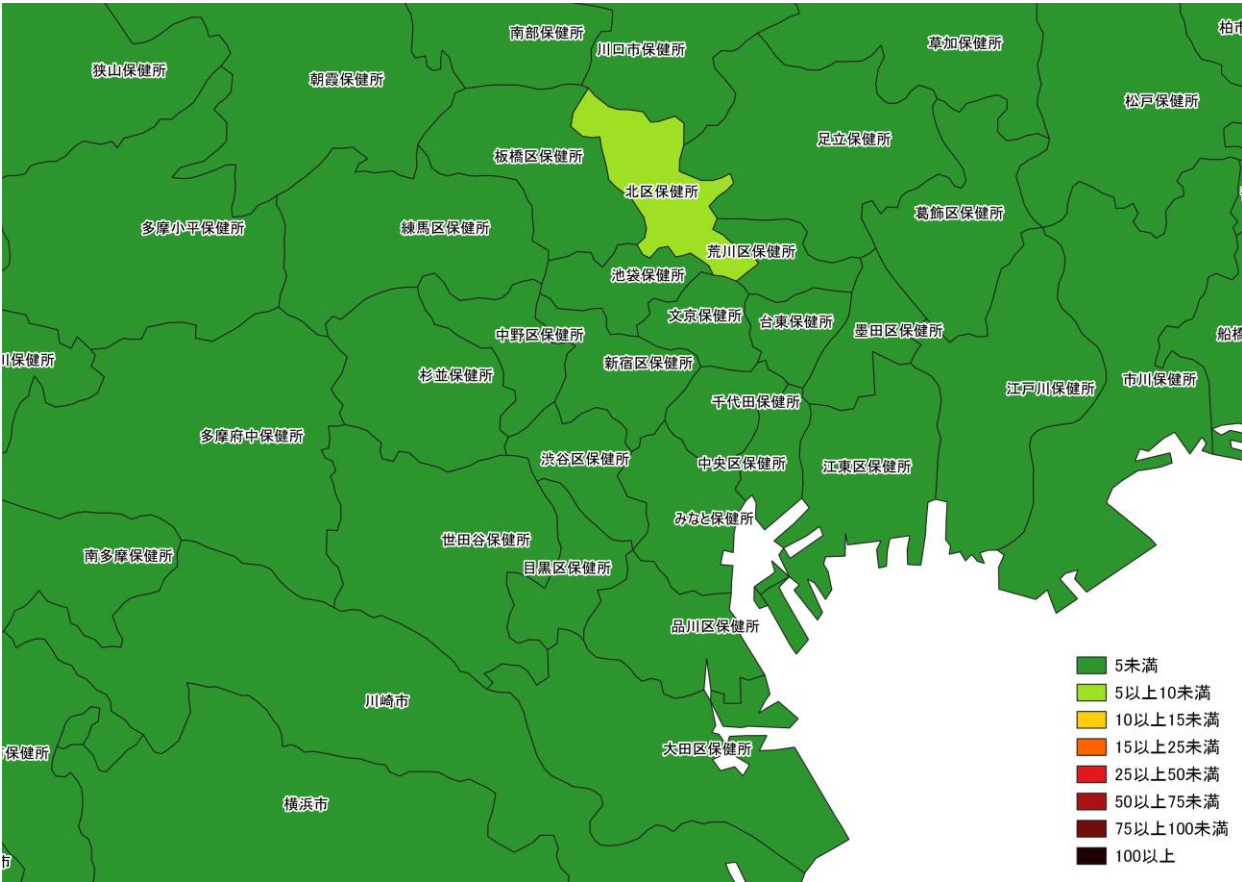 南部保健所
川口市保健所
草加保健所
柏市
狭山保健所
朝霞保健所
松戸保健所
板橋区保健所
足立保健所
北区保健所
葛飾区保健所
多摩小平保健所
練馬区保健所
荒川区保健所
池袋保健所
文京保健所
台東保健所
墨田区保健所
中野区保健所
船橋
川保健所
新宿区保健所
杉並保健所
市川保健所
江戸川保健所
千代田保健所
多摩府中保健所
渋谷区保健所
中央区保健所
江東区保健所
みなと保健所
世田谷保健所
南多摩保健所
目黒区保健所
品川区保健所
川崎市
大田区保健所
保健所
横浜市
市
5未満
5以上10未満
10以上15未満
15以上25未満
25以上50未満
50以上75未満
75以上100未満
100以上